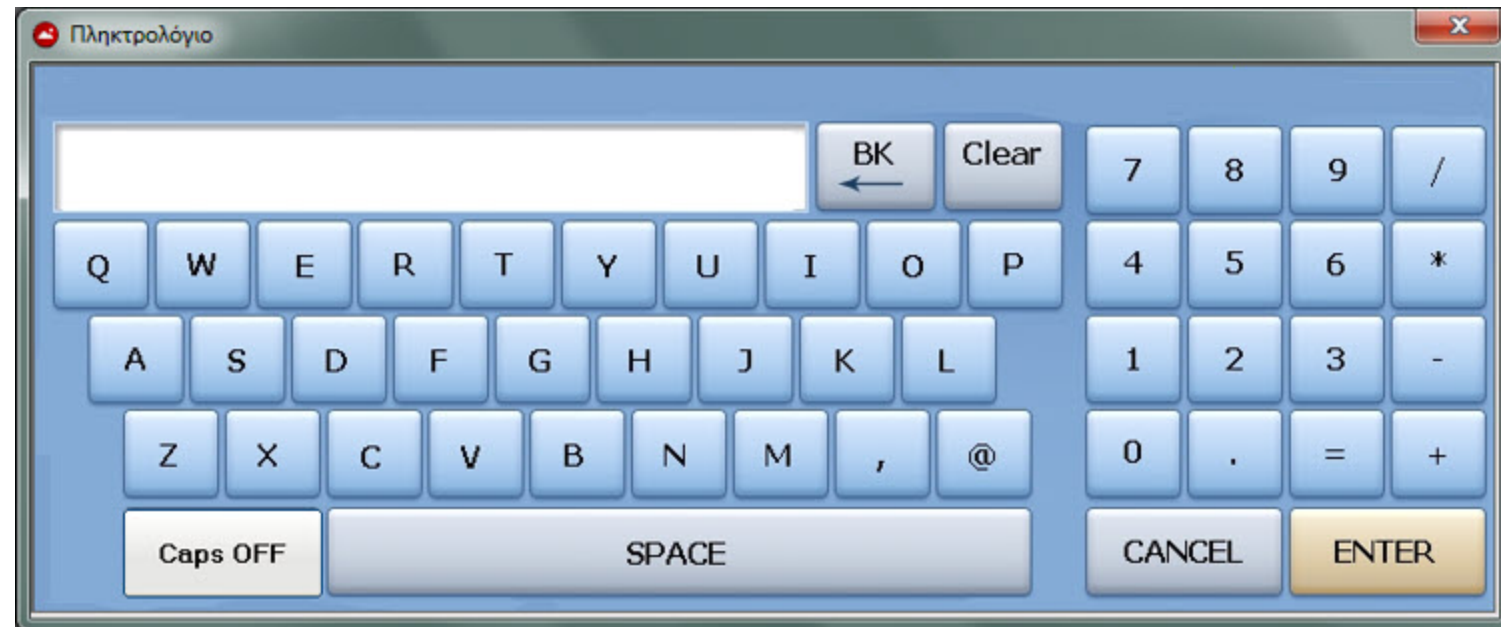 Πληκτρολόγιο
BK Clear 7 8 9 /
Q W E R T Y U I O P 4 5 6 *
A S D F G H J K L 1 2 3 -
Z X C V B N M , @ 0 . = +
Caps OFF SPACE CANCEL ENTER